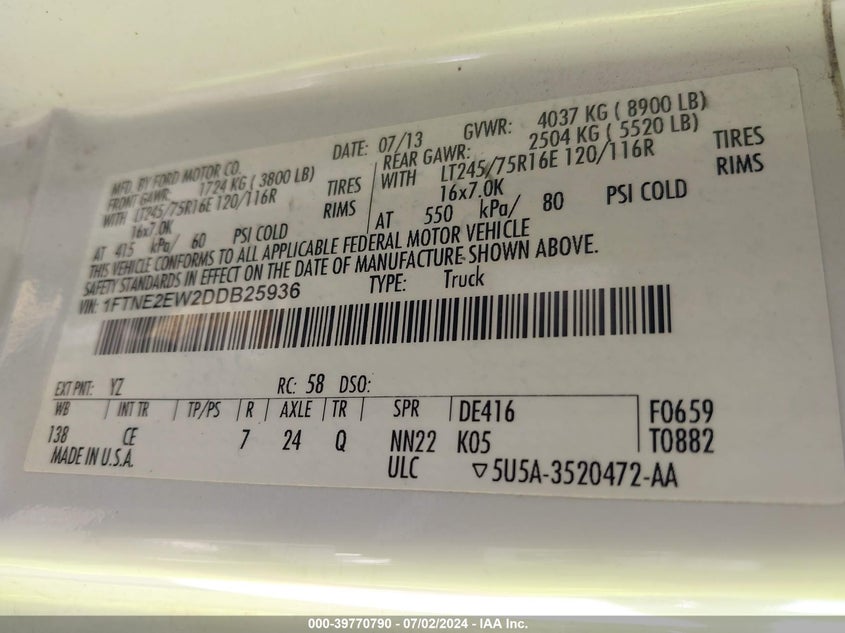 MFD. BY FORD MOTOR CO.
DATE: 07/13 GVWR: 4037 KG ( 8900 LB)
FRONT GAWR: 1724 KG ( 3800 LB)
REAR GAWR: 2504 KG ( 5520 LB)
WITH LT245/75R16E 120/116R TIRES
WITH LT245/75R16E 120/116R TIRES
16x7.0K RIMS
16x7.0K RIMS
AT 415 kPa/ 60 PSI COLD
AT 550 kPa/ 80 PSI COLD
THIS VEHICLE CONFORMS TO ALL APPLICABLE FEDERAL MOTOR VEHICLE
SAFETY STANDARDS IN EFFECT ON THE DATE OF MANUFACTURE SHOWN ABOVE.
VIN: 1FTNE2EW2DDB25936 TYPE: Truck
EXT PNT: YZ RC: 58 DSO:
WB INT TR TP/PS R AXLE TR SPR DE416 F0659
138 CE 7 24 Q NN22 K05 T0882
MADE IN U.S.A. ULC ▽5U5A-3520472-AA
000-39770790 - 07/02/2024 - IAA Inc.